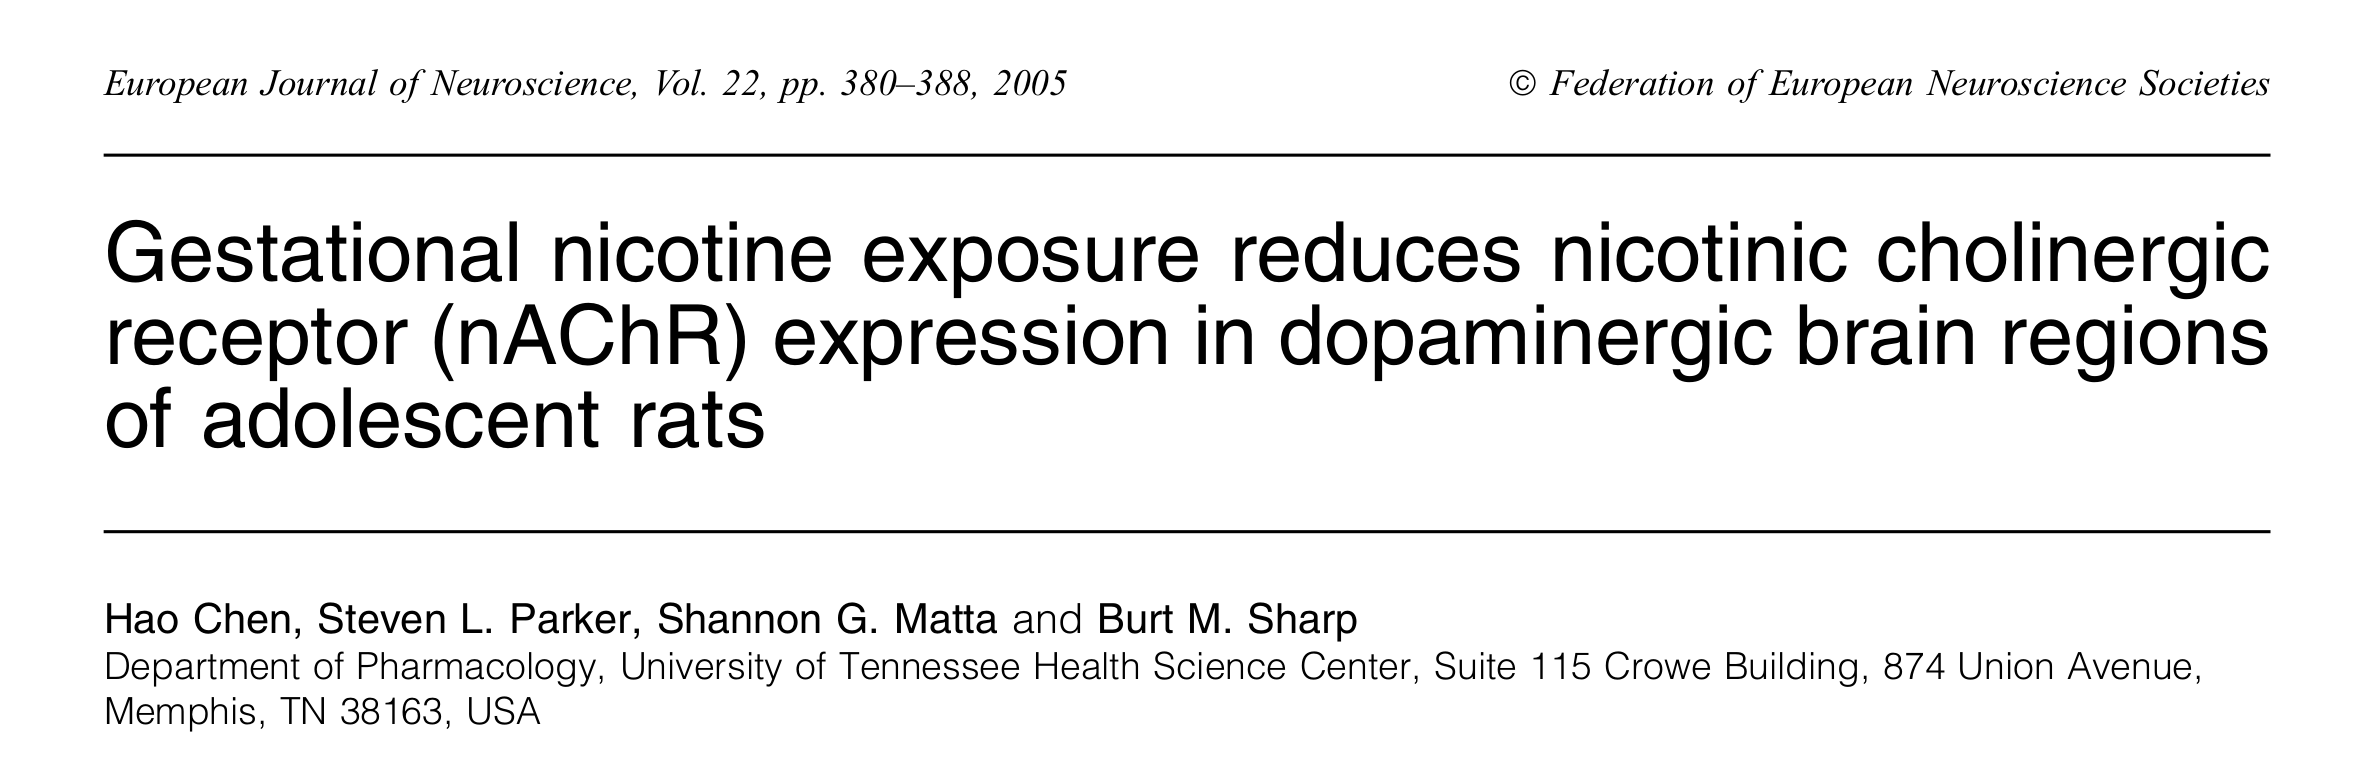 European Journal of Neuroscience, Vol. 22, pp. 380–388, 2005 © Federation of European Neuroscience Societies
Gestational nicotine exposure reduces nicotinic cholinergic
receptor (nAChR) expression in dopaminergic brain regions
of adolescent rats
Hao Chen, Steven L. Parker, Shannon G. Matta and Burt M. Sharp
Department of Pharmacology, University of Tennessee Health Science Center, Suite 115 Crowe Building, 874 Union Avenue,
Memphis, TN 38163, USA